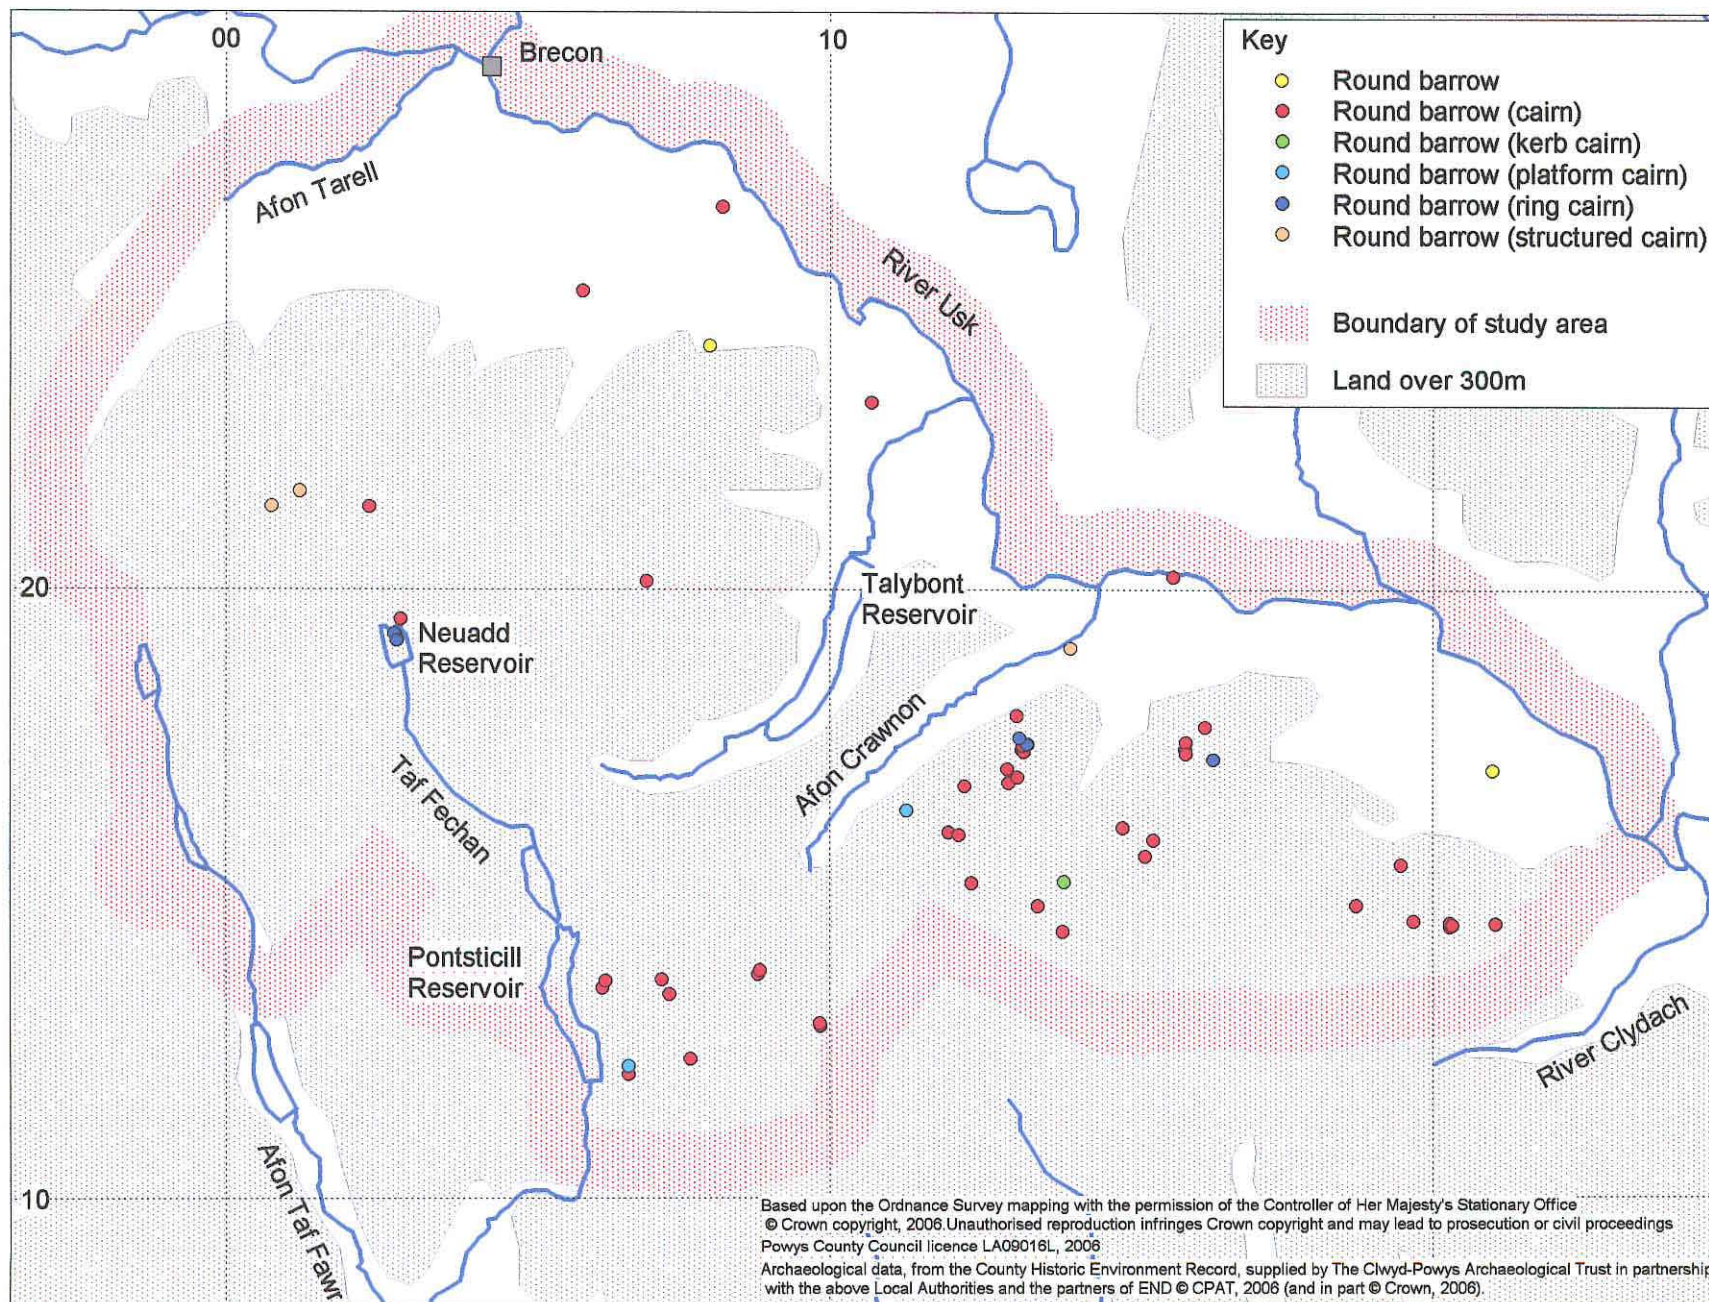 00
10
Brecon
Key
Round barrow
Round barrow (cairn)
Round barrow (kerb cairn)
Round barrow (platform cairn)
Round barrow (ring cairn)
Round barrow (structured cairn)
Boundary of study area
Land over 300m
Afon Tarell
River Usk
20
Talybont
Reservoir
Neuadd
Reservoir
Afon Crawnon
Taf Fechan
Pontsticill
Reservoir
River Clydach
10
Afon Taf Fawr
Based upon the Ordnance Survey mapping with the permission of the Controller of Her Majesty's Stationary Office
© Crown copyright, 2006.Unauthorised reproduction infringes Crown copyright and may lead to prosecution or civil proceedings
Powys County Council licence LA09016L, 2006
Archaeological data, from the County Historic Environment Record, supplied by The Clwyd-Powys Archaeological Trust in partnership
with the above Local Authorities and the partners of END © CPAT, 2006 (and in part © Crown, 2006).